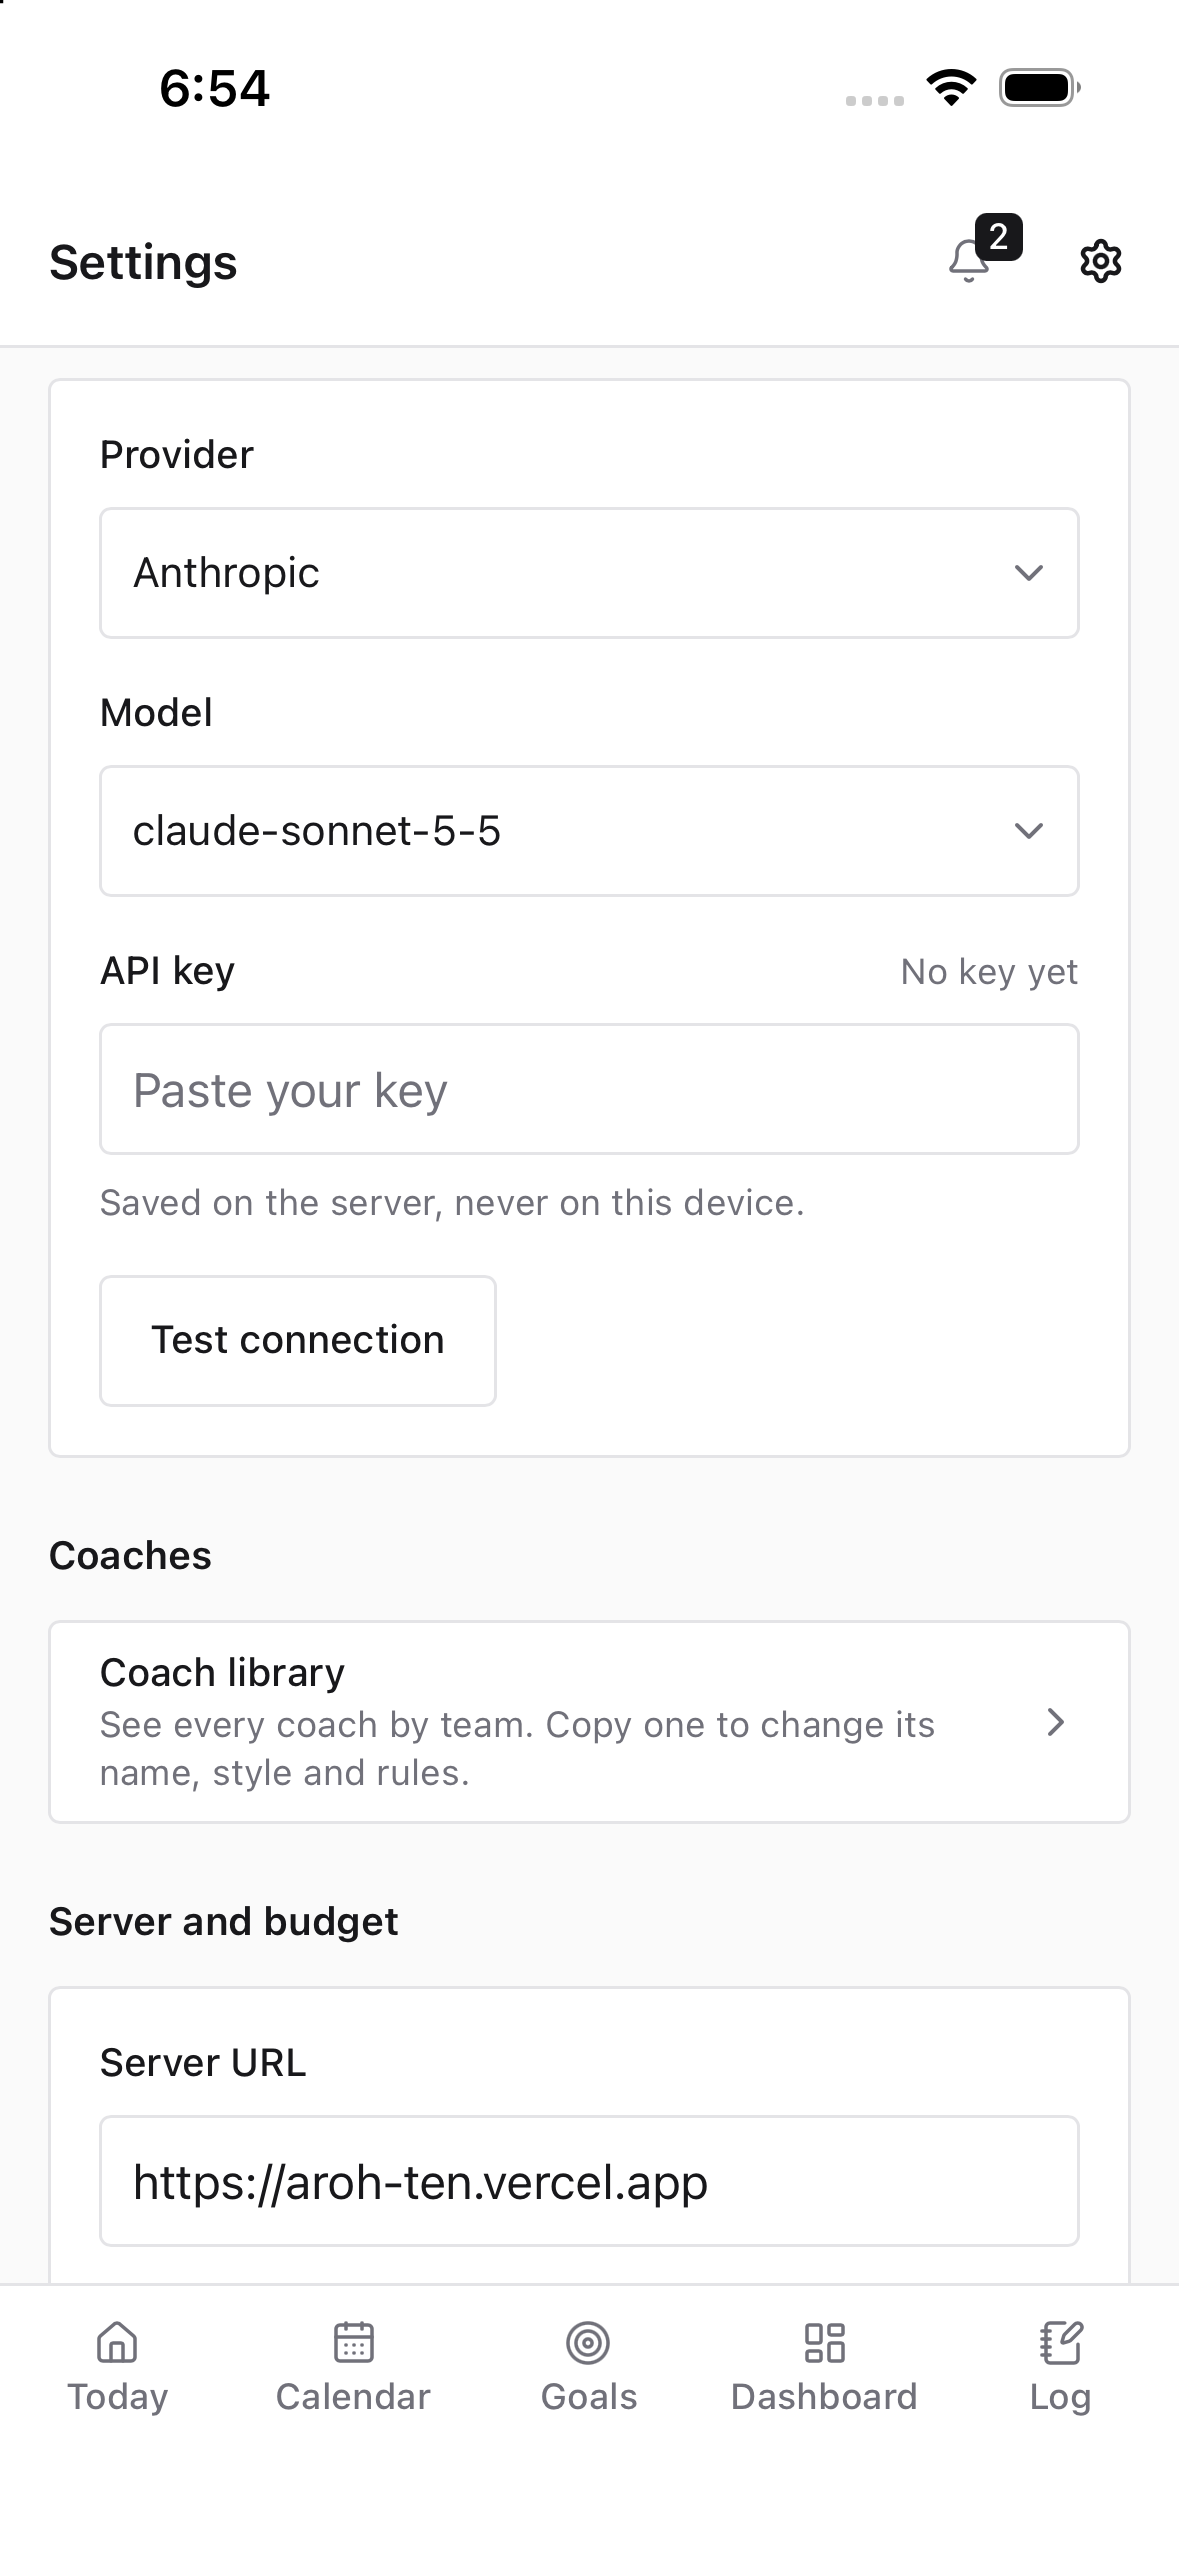 6:54
Settings
2
Provider
Anthropic
Model
claude-sonnet-5-5
API key
No key yet
Paste your key
Saved on the server, never on this device.
Test connection
Coaches
Coach library
See every coach by team. Copy one to change its
name, style and rules.
Server and budget
Server URL
https://aroh-ten.vercel.app
Today
Calendar
Goals
Dashboard
Log